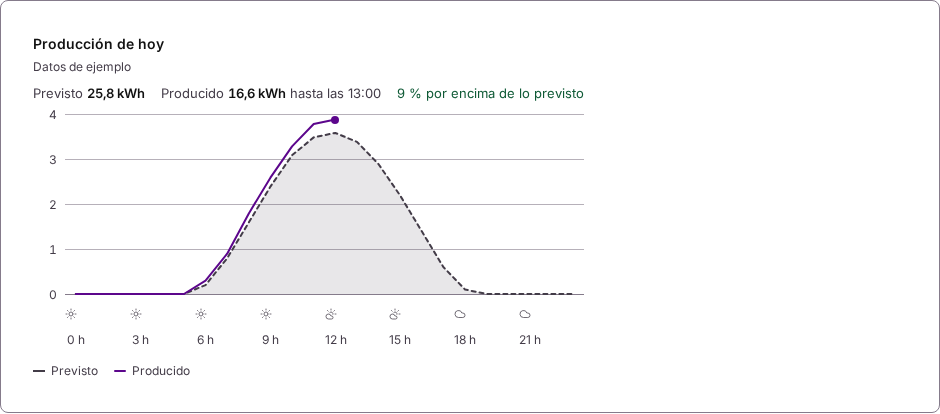 Producción de hoy
Datos de ejemplo
Previsto 25,8 kWh Producido 16,6 kWh hasta las 13:00 9 % por encima de lo previsto
4
3
2
1
0
0 h 3 h 6 h 9 h 12 h 15 h 18 h 21 h
Previsto Producido